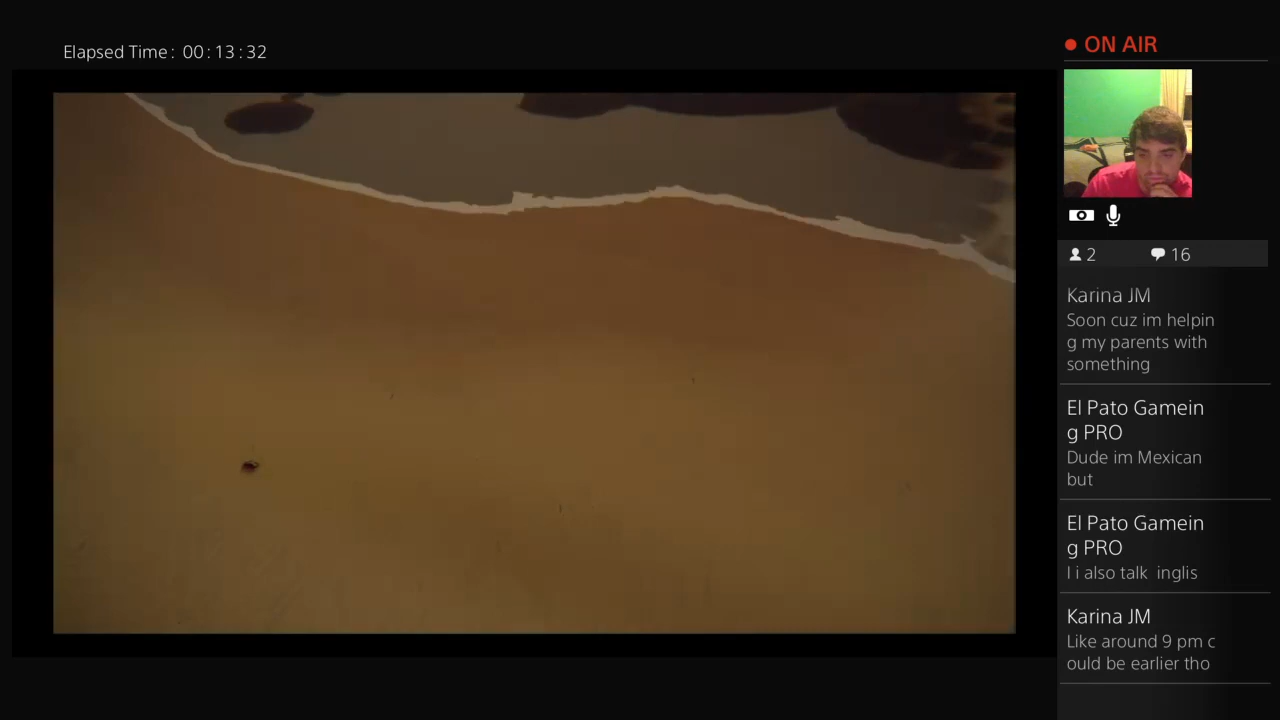 Elapsed Time: 00:13:32
ON AIR
2 16
Karina JM
Soon cuz im helpin
g my parents with
something
El Pato Gamein
g PRO
Dude im Mexican
but
El Pato Gamein
g PRO
I i also talk  inglis
Karina JM
Like around 9 pm c
ould be earlier tho